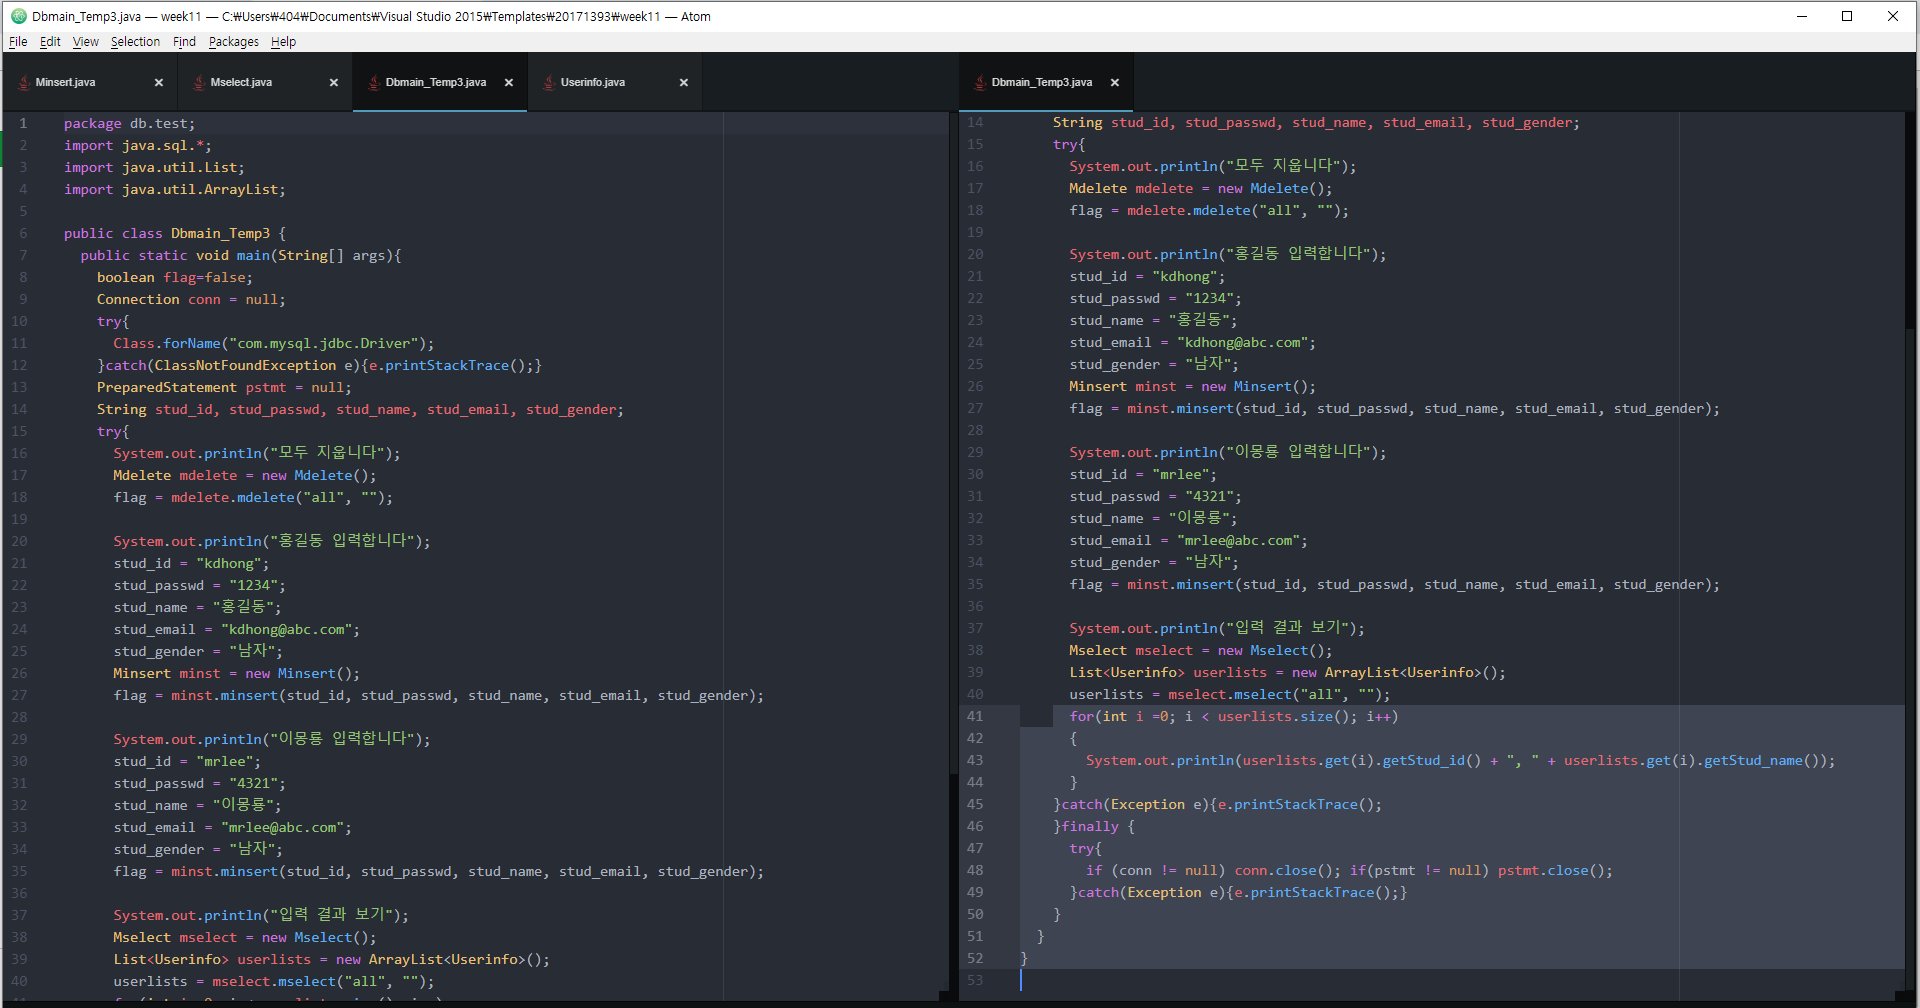 Dbmain_Temp3.java — week11 — C:₩Users₩404₩Documents₩Visual Studio 2015₩Templates₩20171393₩week11 — Atom
File Edit View Selection Find Packages Help
Minsert.java Mselect.java Dbmain_Temp3.java Userinfo.java
1 package db.test;
2 import java.sql.*;
3 import java.util.List;
4 import java.util.ArrayList;
5
6 public class Dbmain_Temp3 {
7 public static void main(String[] args){
8 boolean flag=false;
9 Connection conn = null;
10 try{
11 Class.forName("com.mysql.jdbc.Driver");
12 }catch(ClassNotFoundException e){e.printStackTrace();}
13 PreparedStatement pstmt = null;
14 String stud_id, stud_passwd, stud_name, stud_email, stud_gender;
15 try{
16 System.out.println("모두 지웁니다");
17 Mdelete mdelete = new Mdelete();
18 flag = mdelete.mdelete("all", "");
19
20 System.out.println("홍길동 입력합니다");
21 stud_id = "kdhong";
22 stud_passwd = "1234";
23 stud_name = "홍길동";
24 stud_email = "kdhong@abc.com";
25 stud_gender = "남자";
26 Minsert minst = new Minsert();
27 flag = minst.minsert(stud_id, stud_passwd, stud_name, stud_email, stud_gender);
28
29 System.out.println("이몽룡 입력합니다");
30 stud_id = "mrlee";
31 stud_passwd = "4321";
32 stud_name = "이몽룡";
33 stud_email = "mrlee@abc.com";
34 stud_gender = "남자";
35 flag = minst.minsert(stud_id, stud_passwd, stud_name, stud_email, stud_gender);
36
37 System.out.println("입력 결과 보기");
38 Mselect mselect = new Mselect();
39 List<Userinfo> userlists = new ArrayList<Userinfo>();
40 userlists = mselect.mselect("all", "");
Dbmain_Temp3.java
14 String stud_id, stud_passwd, stud_name, stud_email, stud_gender;
15 try{
16 System.out.println("모두 지웁니다");
17 Mdelete mdelete = new Mdelete();
18 flag = mdelete.mdelete("all", "");
19
20 System.out.println("홍길동 입력합니다");
21 stud_id = "kdhong";
22 stud_passwd = "1234";
23 stud_name = "홍길동";
24 stud_email = "kdhong@abc.com";
25 stud_gender = "남자";
26 Minsert minst = new Minsert();
27 flag = minst.minsert(stud_id, stud_passwd, stud_name, stud_email, stud_gender);
28
29 System.out.println("이몽룡 입력합니다");
30 stud_id = "mrlee";
31 stud_passwd = "4321";
32 stud_name = "이몽룡";
33 stud_email = "mrlee@abc.com";
34 stud_gender = "남자";
35 flag = minst.minsert(stud_id, stud_passwd, stud_name, stud_email, stud_gender);
36
37 System.out.println("입력 결과 보기");
38 Mselect mselect = new Mselect();
39 List<Userinfo> userlists = new ArrayList<Userinfo>();
40 userlists = mselect.mselect("all", "");
41 for(int i =0; i < userlists.size(); i++)
42 {
43 System.out.println(userlists.get(i).getStud_id() + ", " + userlists.get(i).getStud_name());
44 }
45 }catch(Exception e){e.printStackTrace();
46 }finally {
47 try{
48 if (conn != null) conn.close(); if(pstmt != null) pstmt.close();
49 }catch(Exception e){e.printStackTrace();}
50 }
51 }
52 }
53